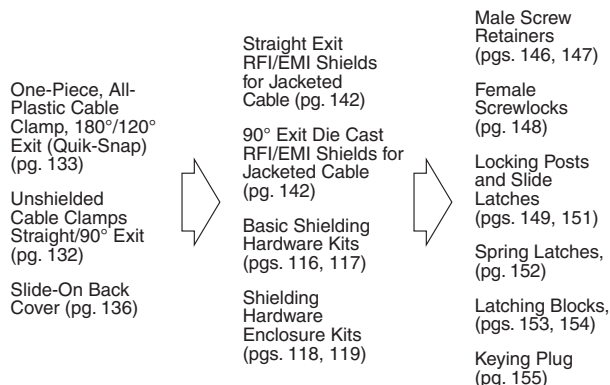 One-Piece, All-
Plastic Cable
Clamp, 180°/120°
Exit (Quik-Snap)
(pg. 133)
Unshielded
Cable Clamps
Straight/90° Exit
(pg. 132)
Slide-On Back
Cover (pg. 136)
Straight Exit
RFI/EMI Shields
for Jacketed
Cable (pg. 142)
90° Exit Die Cast
RFI/EMI Shields for
Jacketed Cable
(pg. 142)
Basic Shielding
Hardware Kits
(pgs. 116, 117)
Shielding
Hardware
Enclosure Kits
(pgs. 118, 119)
Male Screw
Retainers
(pgs. 146, 147)
Female
Screwlocks
(pg. 148)
Locking Posts
and Slide
Latches
(pgs. 149, 151)
Spring Latches,
(pg. 152)
Latching Blocks,
(pgs. 153, 154)
Keying Plug
(pg. 155)